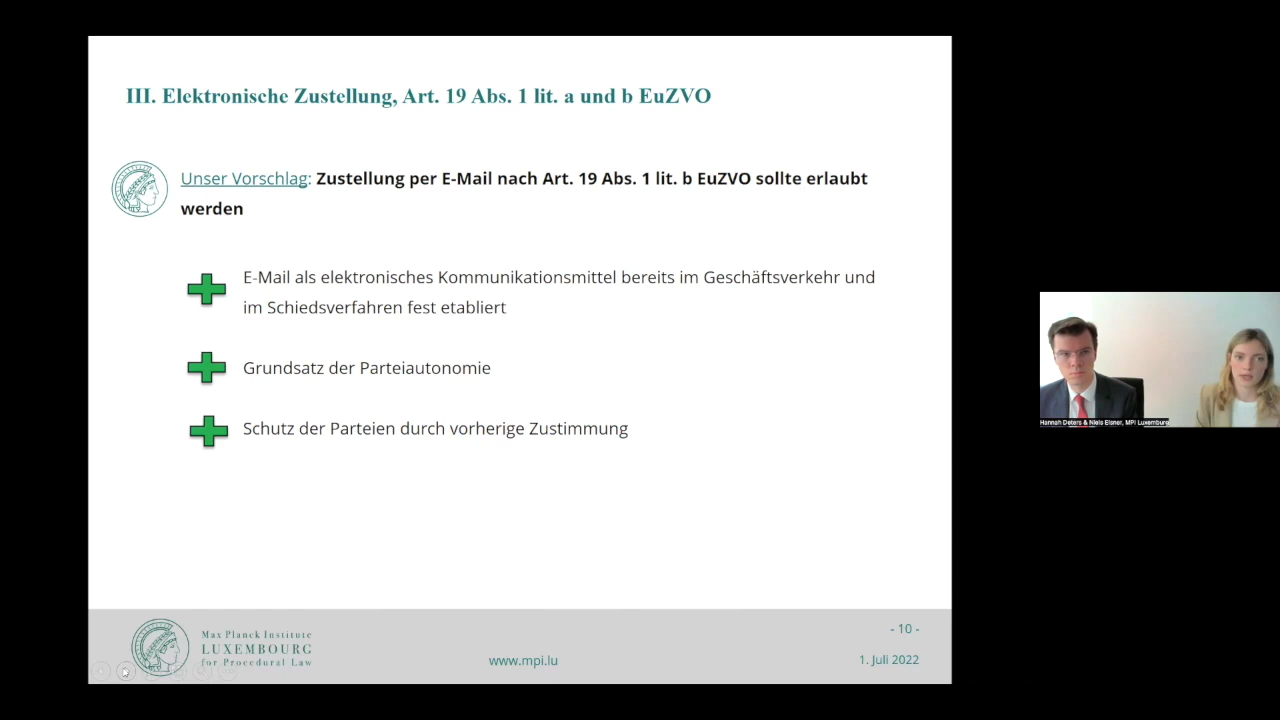 III. Elektronische Zustellung, Art. 19 Abs. 1 lit. a und b EuZVO
Unser Vorschlag: Zustellung per E-Mail nach Art. 19 Abs. 1 lit. b EuZVO sollte erlaubt
werden
E-Mail als elektronisches Kommunikationsmittel bereits im Geschäftsverkehr und
im Schiedsverfahren fest etabliert
Grundsatz der Parteiautonomie
Schutz der Parteien durch vorherige Zustimmung
Hannah Deters & Niels Elsner, MPI Luxemburg
Max Planck Institute
LUXEMBOURG
for Procedural Law
www.mpi.lu
- 10 -
1. Juli 2022